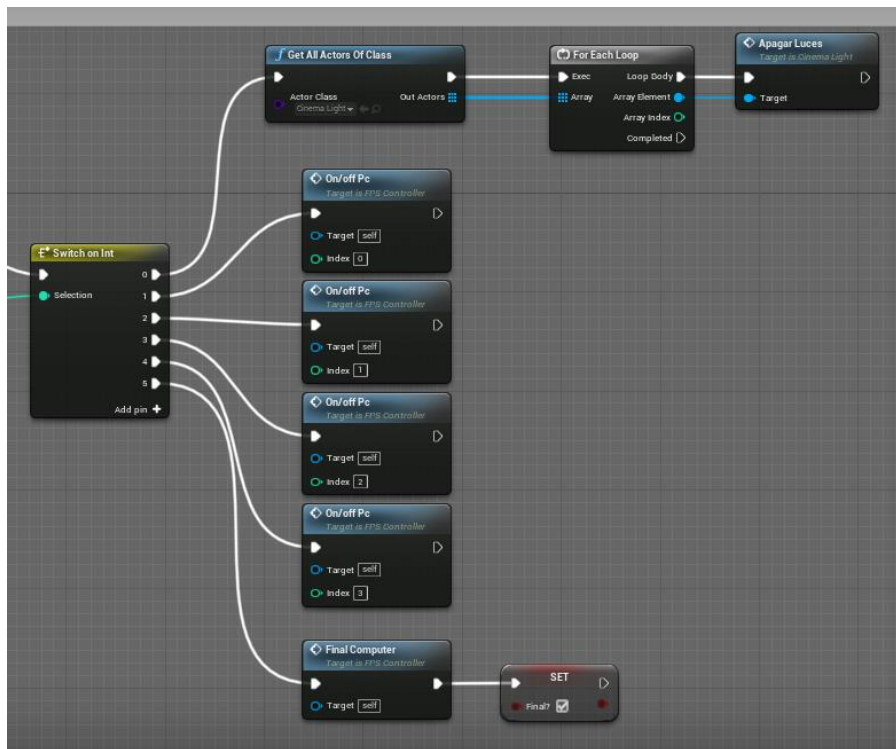 Get All Actors Of Class
Actor Class
Cinema Light
Out Actors
For Each Loop
Exec
Loop Body
Array
Array Element
Array Index
Completed
Apagar Luces
Target is Cinema Light
Target
On/off Pc
Target is FPS Controller
Target self
Index 0
Switch on Int
Selection
0
1
2
3
4
5
Add pin +
On/off Pc
Target is FPS Controller
Target self
Index 1
On/off Pc
Target is FPS Controller
Target self
Index 2
On/off Pc
Target is FPS Controller
Target self
Index 3
Final Computer
Target is FPS Controller
Target self
SET
Final?